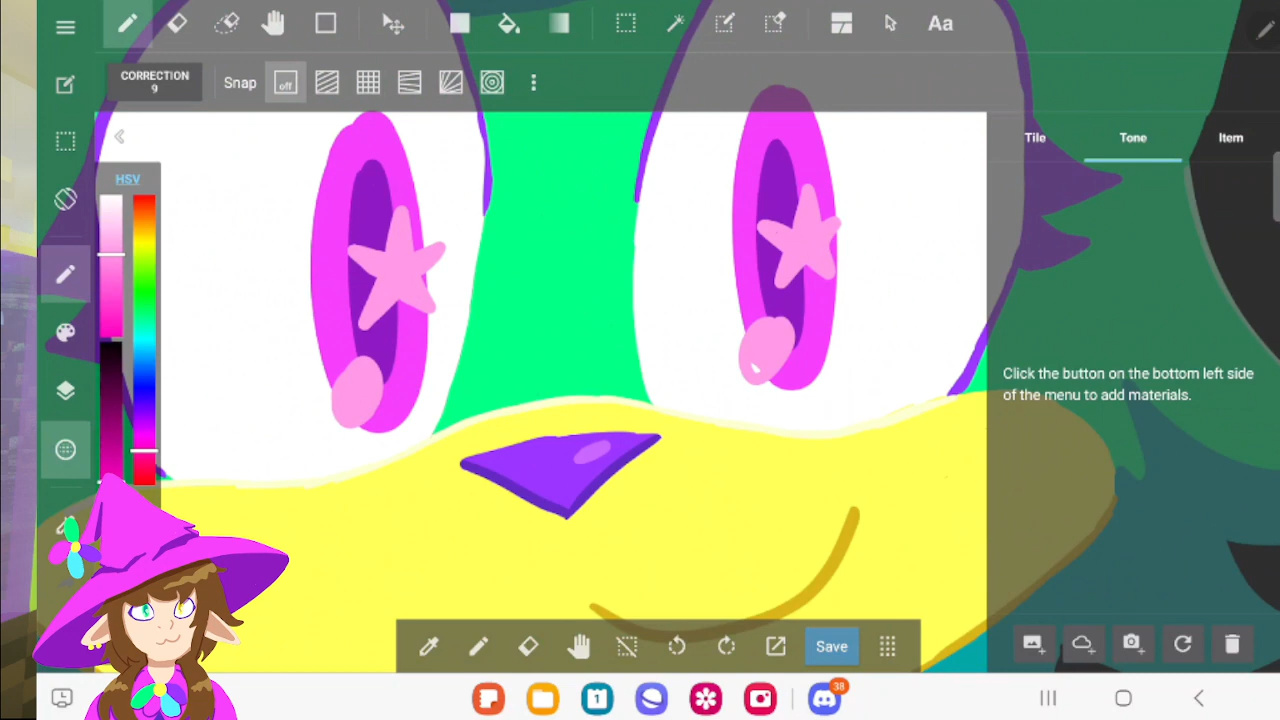 Aa
CORRECTION
9
Snap
off
HSV
Tile
Tone
Item
Click the button on the bottom left side
of the menu to add materials.
Save
1
38